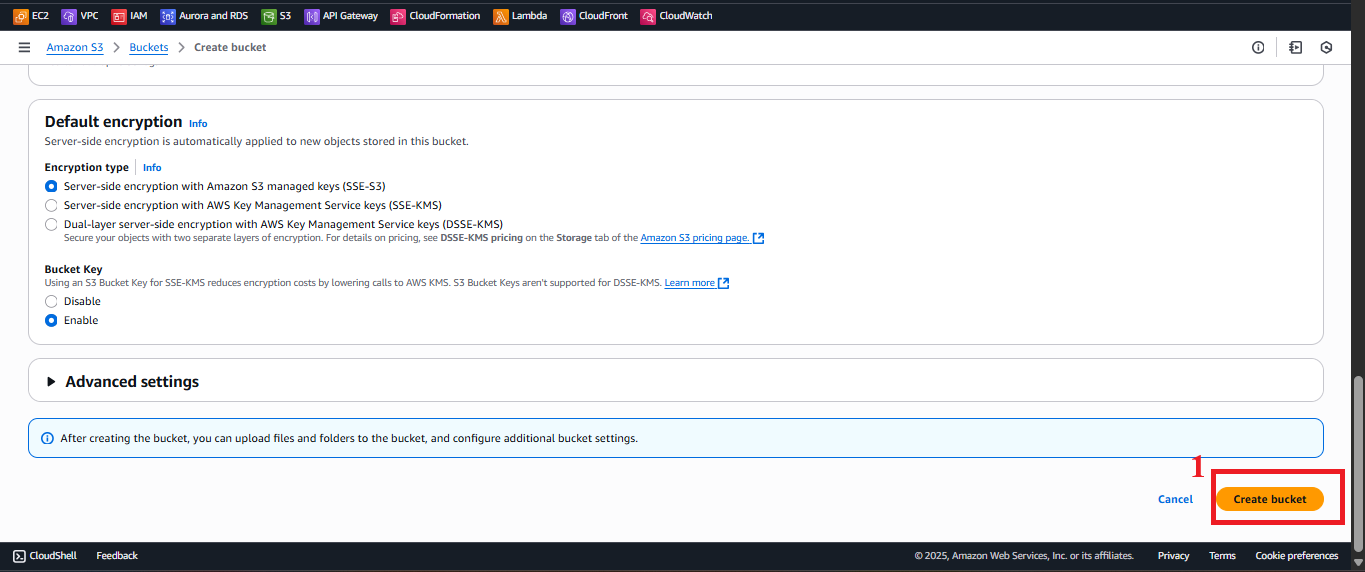 EC2 VPC IAM Aurora and RDS S3 API Gateway CloudFormation Lambda CloudFront CloudWatch
Amazon S3 > Buckets > Create bucket
Default encryption Info
Server-side encryption is automatically applied to new objects stored in this bucket.
Encryption type Info
Server-side encryption with Amazon S3 managed keys (SSE-S3)
Server-side encryption with AWS Key Management Service keys (SSE-KMS)
Dual-layer server-side encryption with AWS Key Management Service keys (DSSE-KMS)
Secure your objects with two separate layers of encryption. For details on pricing, see DSSE-KMS pricing on the Storage tab of the Amazon S3 pricing page.
Bucket Key
Using an S3 Bucket Key for SSE-KMS reduces encryption costs by lowering calls to AWS KMS. S3 Bucket Keys aren't supported for DSSE-KMS. Learn more
Disable
Enable
Advanced settings
After creating the bucket, you can upload files and folders to the bucket, and configure additional bucket settings.
1
Cancel Create bucket
CloudShell Feedback © 2025, Amazon Web Services, Inc. or its affiliates. Privacy Terms Cookie preferences